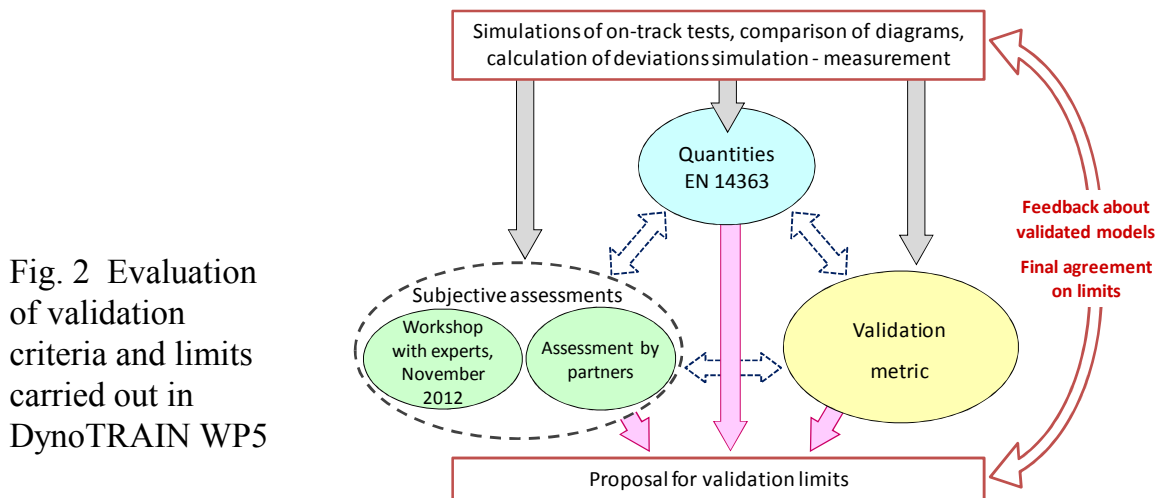 Simulations of on-track tests, comparison of diagrams,
calculation of deviations simulation - measurement
Quantities
EN 14363
Feedback about
validated models
Final agreement
on limits
Fig. 2 Evaluation
of validation
criteria and limits
carried out in
DynoTRAIN WP5
Subjective assessments
Workshop
with experts,
November
2012
Assessment by
partners
Validation
metric
Proposal for validation limits